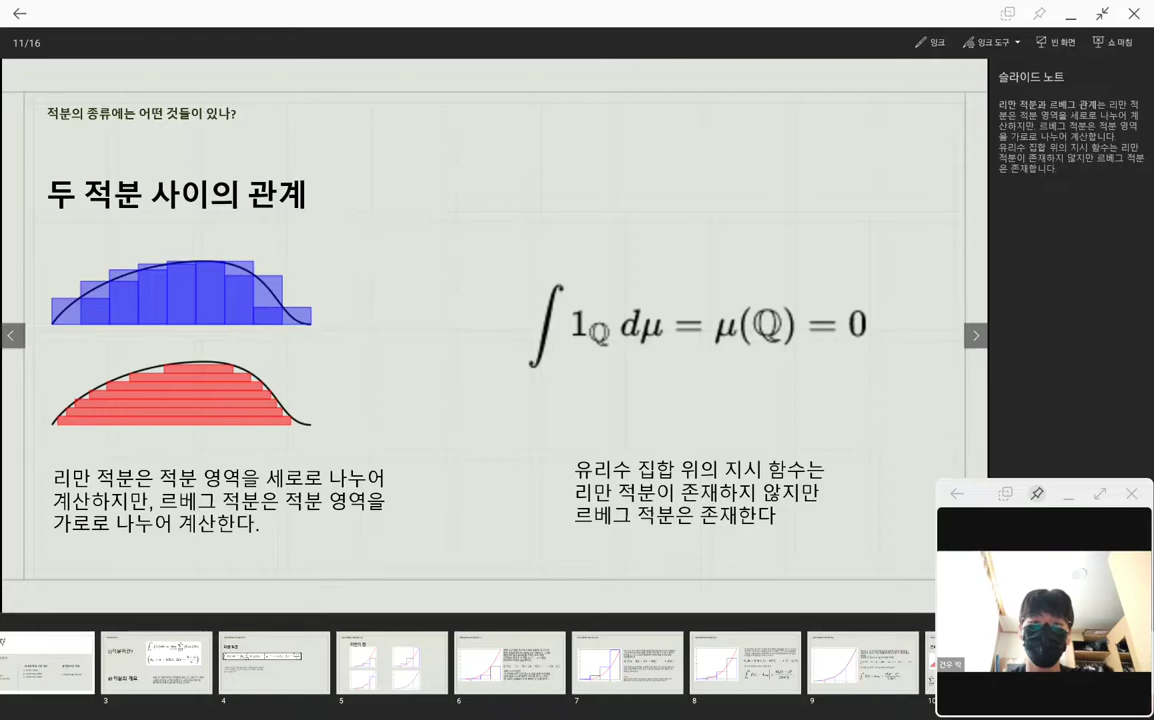 11/16
잉크
잉크 도구
빈 화면
쇼 마침
적분의 종류에는 어떤 것들이 있나?
두 적분 사이의 관계
∫ 1_ℚ dμ = μ(ℚ) = 0
리만 적분은 적분 영역을 세로로 나누어
계산하지만, 르베그 적분은 적분 영역을
가로로 나누어 계산한다.
유리수 집합 위의 지시 함수는
리만 적분이 존재하지 않지만
르베그 적분은 존재한다
슬라이드 노트
리만 적분과 르베그 관계는 리만 적
분은 적분 영역을 세로로 나누어 계
산하지만, 르베그 적분은 적분 영역
을 가로로 나누어 계산합니다.
유리수 집합 위의 지시 함수는 리만
적분이 존재하지 않지만 르베그 적분
은 존재합니다.
건우 박
3
4
5
6
7
8
9